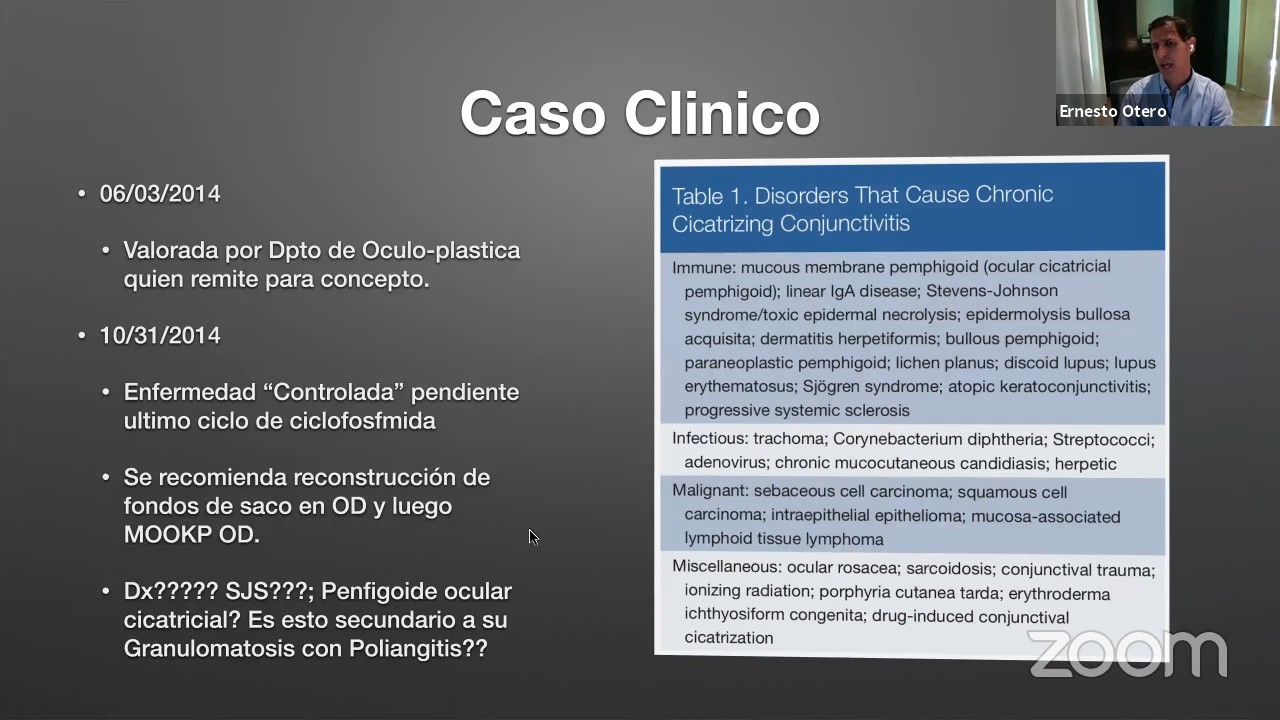 Caso Clinico
Ernesto Otero
• 06/03/2014
• Valorada por Dpto de Oculo-plastica
quien remite para concepto.
• 10/31/2014
• Enfermedad “Controlada” pendiente
ultimo ciclo de ciclofosfmida
• Se recomienda reconstrucción de
fondos de saco en OD y luego
MOOKP OD.
• Dx????? SJS???; Penfigoide ocular
cicatricial? Es esto secundario a su
Granulomatosis con Poliangitis??
Table 1. Disorders That Cause Chronic
Cicatrizing Conjunctivitis
Immune: mucous membrane pemphigoid (ocular cicatricial
pemphigoid); linear IgA disease; Stevens-Johnson
syndrome/toxic epidermal necrolysis; epidermolysis bullosa
acquisita; dermatitis herpetiformis; bullous pemphigoid;
paraneoplastic pemphigoid; lichen planus; discoid lupus; lupus
erythematosus; Sjögren syndrome; atopic keratoconjunctivitis;
progressive systemic sclerosis
Infectious: trachoma; Corynebacterium diphtheria; Streptococci;
adenovirus; chronic mucocutaneous candidiasis; herpetic
Malignant: sebaceous cell carcinoma; squamous cell
carcinoma; intraepithelial epithelioma; mucosa-associated
lymphoid tissue lymphoma
Miscellaneous: ocular rosacea; sarcoidosis; conjunctival trauma;
ionizing radiation; porphyria cutanea tarda; erythroderma
ichthyosiform congenita; drug-induced conjunctival
cicatrization
zoom